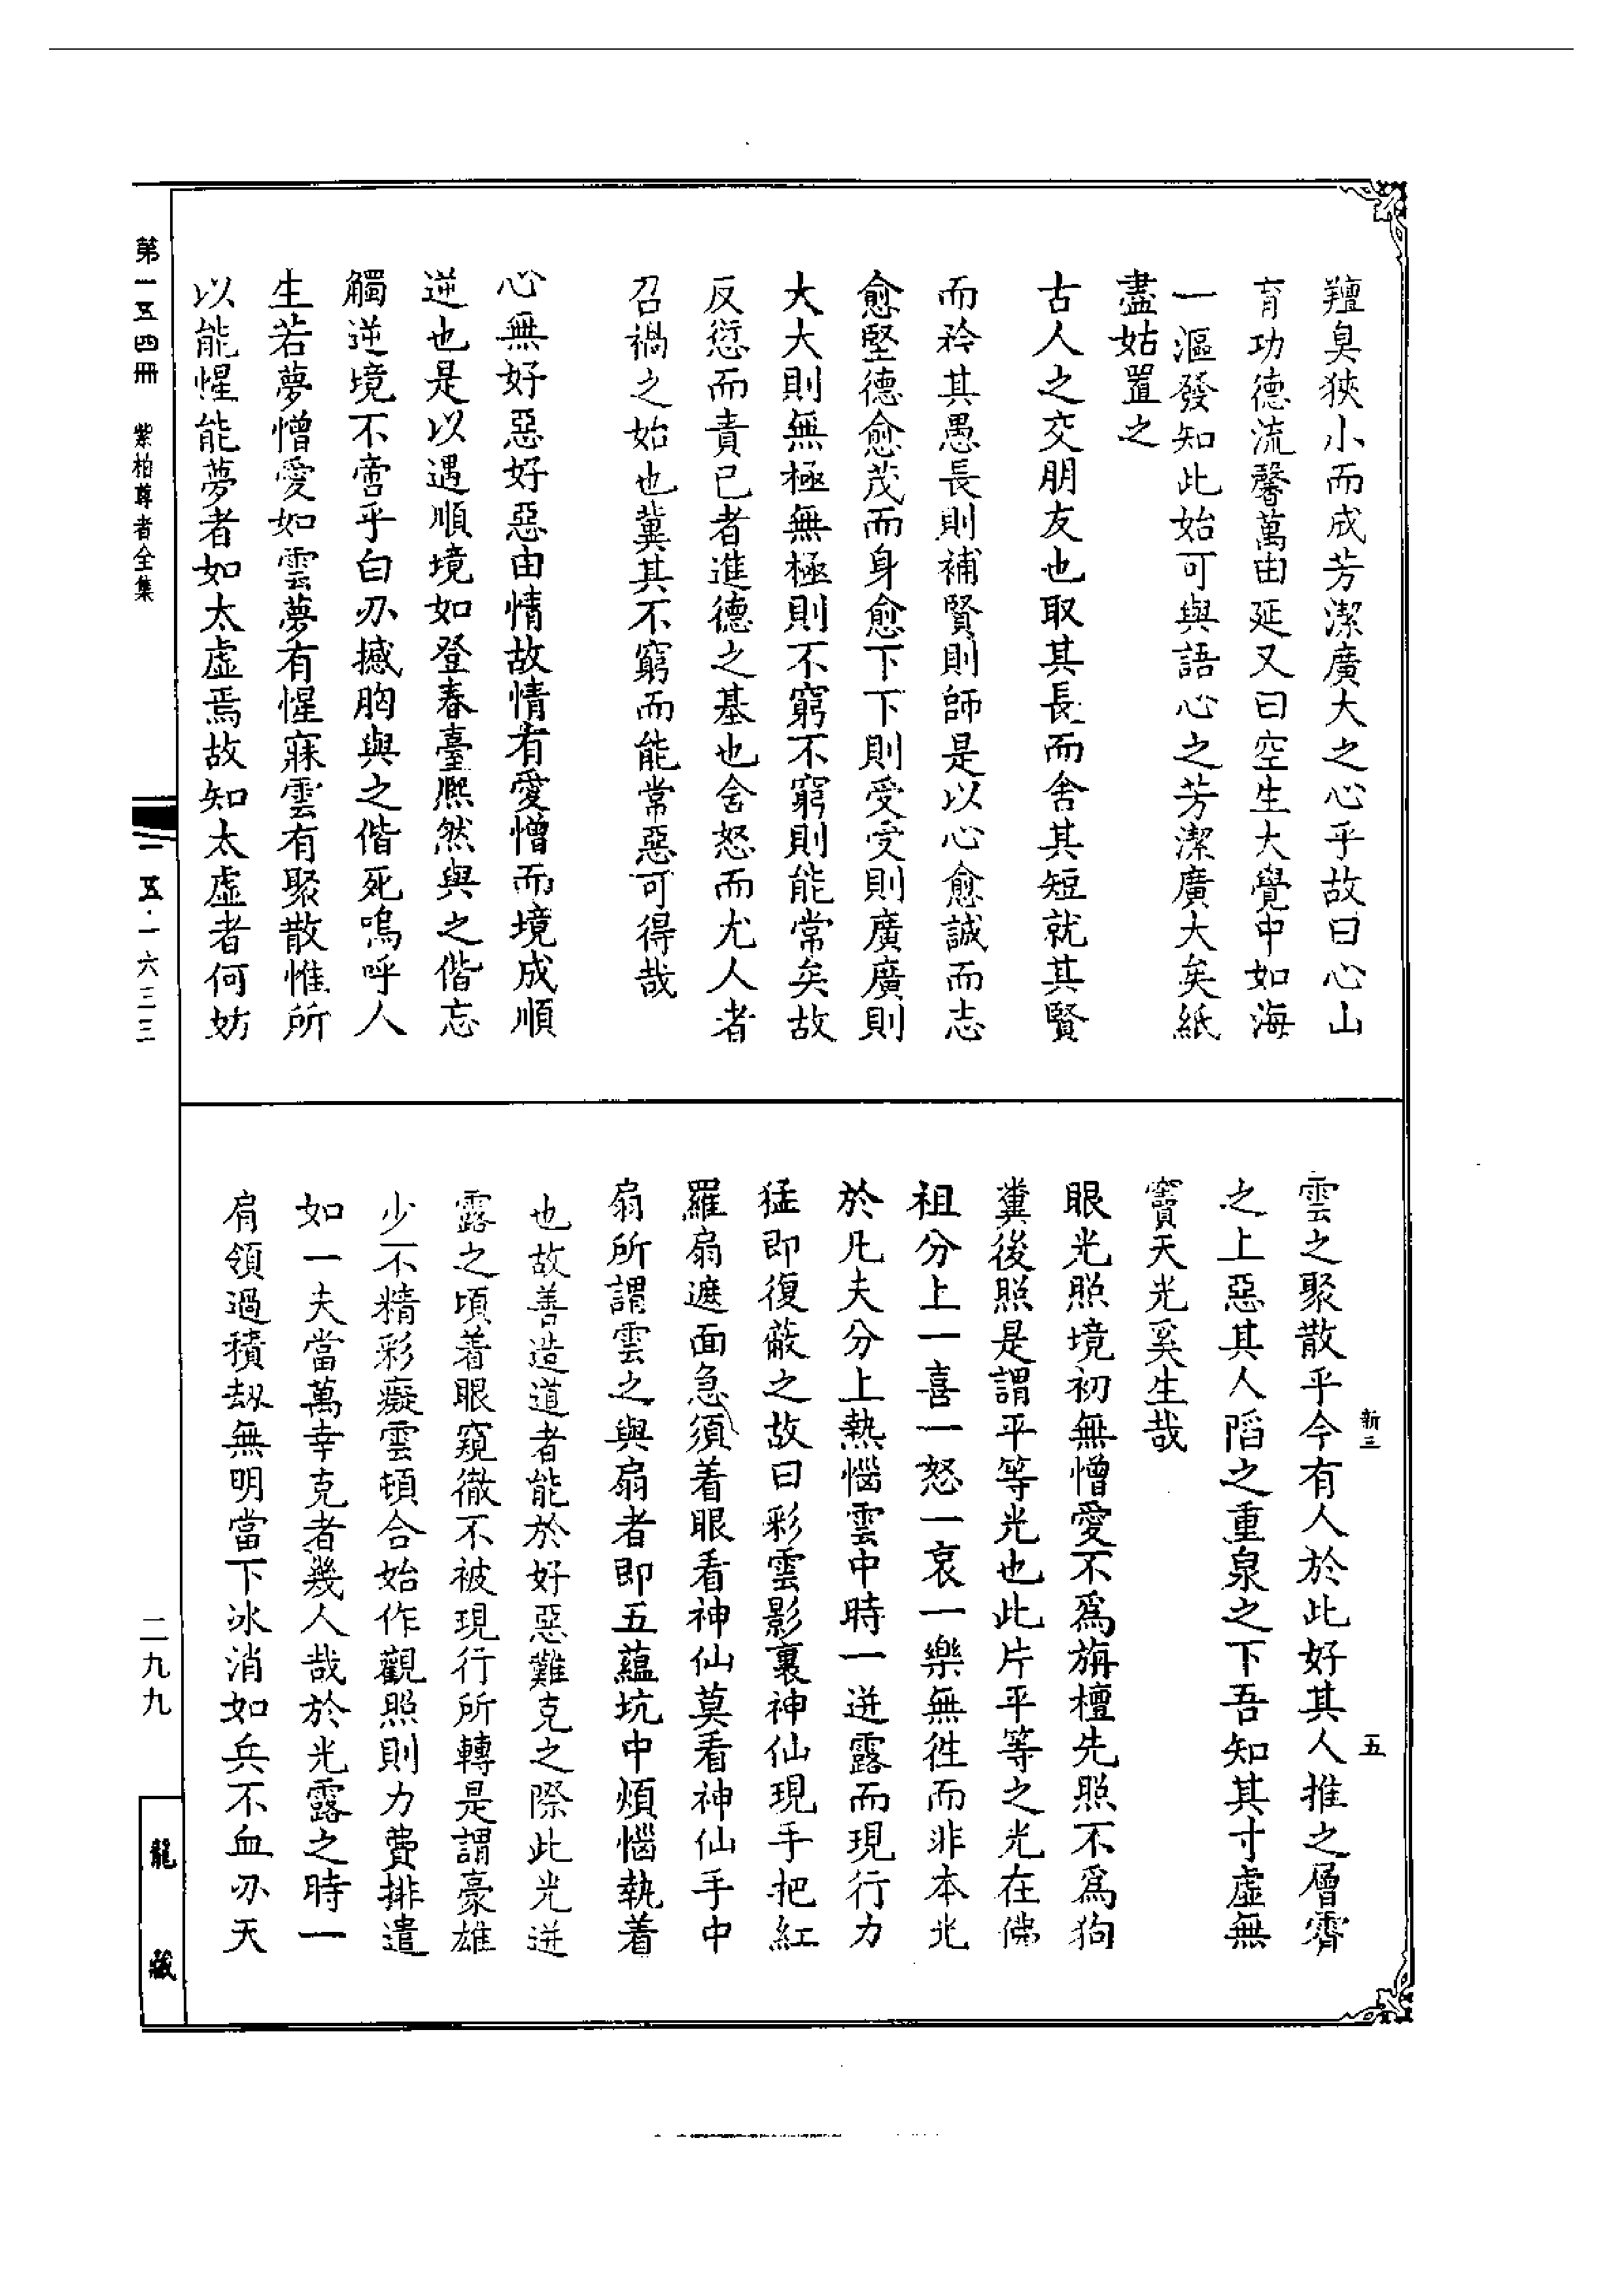 羶臭狹小而成芳潔廣大之心乎故曰心山
育功德流馨萬由延又曰空生大覺中如海
一漚發知此始可與語心之芳潔廣大矣紙
盡姑置之
古人之交朋友也取其長而舍其短就其賢
而矜其愚長則補賢則師是以心愈誠而志
愈堅德愈茂而身愈下下則受受則廣廣則
大大則無極無極則不窮不窮則能常矣故
反愆而責已者進德之基也舍怒而尤人者
召禍之始也冀其不窮而能常惡可得哉
心無好惡好惡由情故情有愛憎而境成順
逆也是以遇順境如登春臺熈然與之偕忘
觸逆境不啻乎白刃撼胸與之偕死嗚呼人
生若夢憎愛如雲夢有惺寐雲有聚散惟所
以能惺能夢者如太虛焉故知太虛者何妨
雲之聚散乎今有人於此好其人推之層霄
之上惡其人陷之重泉之下吾知其寸虛無
竇天光奚生哉
眼光照境初無憎愛不爲旃檀先照不爲狗
糞後照是謂平等光也此片平等之光在佛
祖分上一喜一怒一哀一樂無徃而非本光
於凡夫分上熱惱雲中時一迸露而現行力
猛即復蔽之故曰彩雲影裏神仙現手把紅
羅扇遮面急須着眼看神仙莫看神仙手中
扇所謂雲之與扇者即五蘊坑中煩惱執着
也故善造道者能於好惡難克之際此光迸
露之頃着眼窺徹不被現行所轉是謂豪雄
少不精彩癡雲頓合始作觀照則力費排遣
如一夫當萬幸克者幾人哉於光露之時一
肩領過積刼無明當下冰消如兵不血刃天
新三
五
第一五四冊 紫柏尊者全集
一五·一六三三
二九九
龍藏